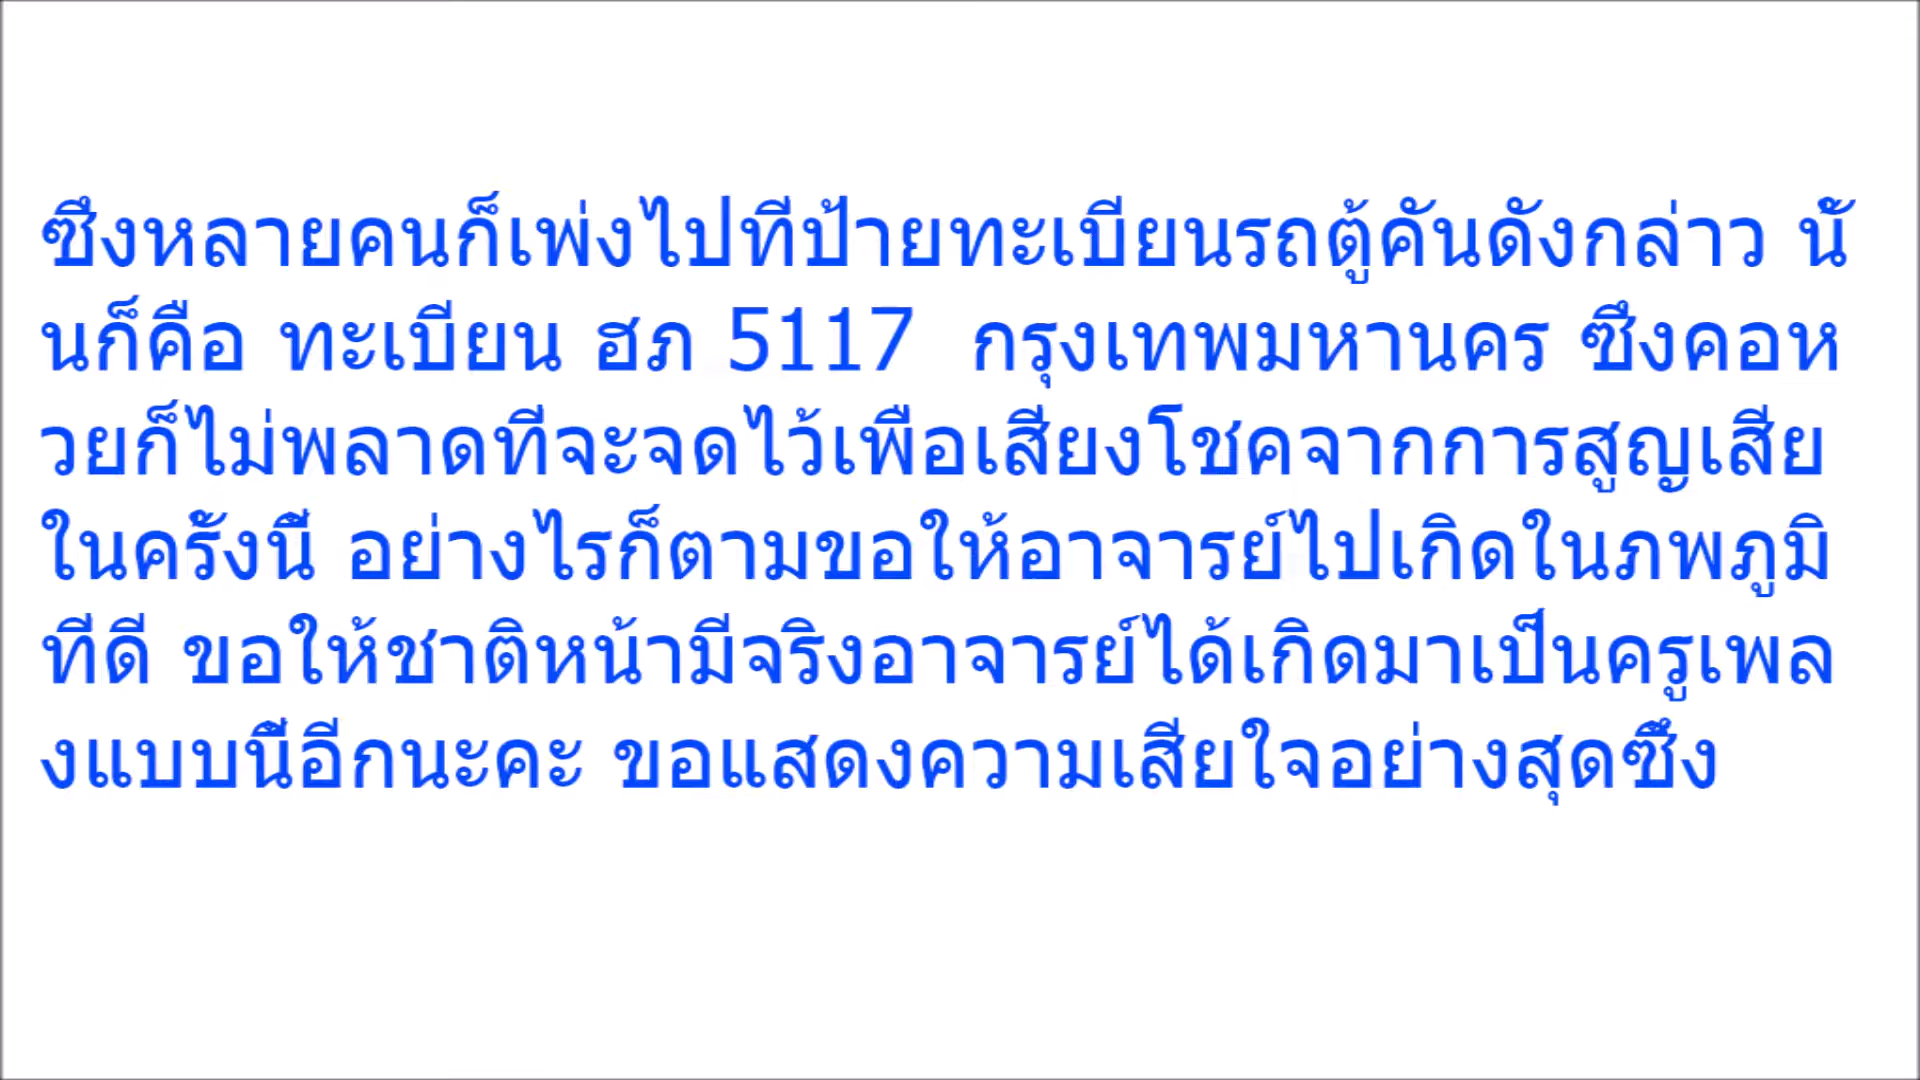 ซึ่งหลายคนก็เพ่งไปที่ป้ายทะเบียนรถตู้คันดังกล่าว นั้
นก็คือ ทะเบียน ฮภ 5117  กรุงเทพมหานคร ซึ่งคอห
วยก็ไม่พลาดที่จะจดไว้เพื่อเสี่ยงโชคจากการสูญเสีย
ในครั้งนี้ อย่างไรก็ตามขอให้อาจารย์ไปเกิดในภพภูมิ
ที่ดี ขอให้ชาติหน้ามีจริงอาจารย์ได้เกิดมาเป็นครูเพล
งแบบนี้อีกนะคะ ขอแสดงความเสียใจอย่างสุดซึ้ง